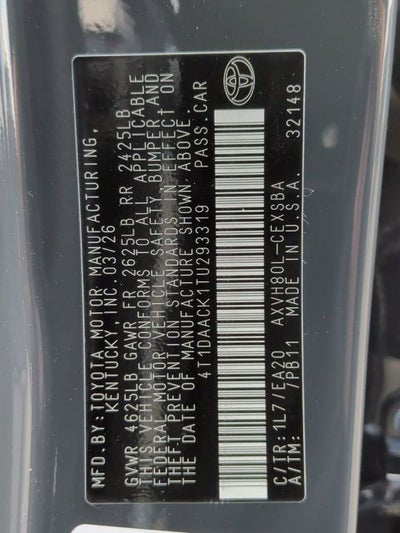 MFD.BY:TOYOTA MOTOR MANUFACTURING,
KENTUCKY, INC. 03/26
GVWR 4625LB GAWR FR 2625LB RR 2425LB
THIS VEHICLE CONFORMS TO ALL APPLICABLE
FEDERAL MOTOR VEHICLE SAFETY, BUMPER AND
THEFT PREVENTION STANDARDS IN EFFECT ON
THE DATE OF MANUFACTURE SHOWN ABOVE.
4T1DAACK1TU293319 PASS.CAR
C/TR:1L7/EA20 AXVH80L-CEXSBA
A/TM: /PB11 MADE IN U.S.A. 32148